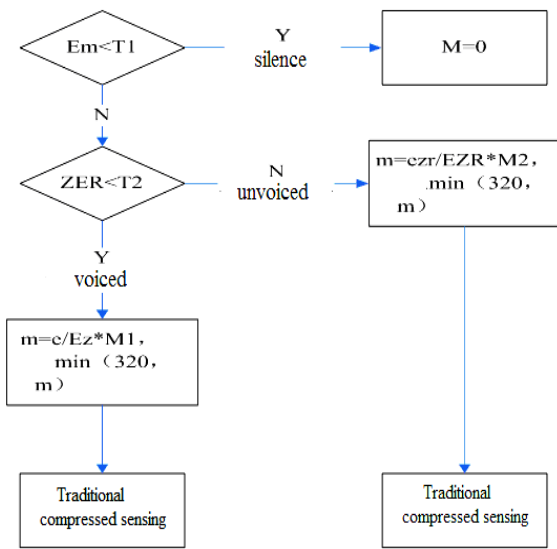 Em<T1
Y
silence
M=0
N
ZER<T2
N
unvoiced
m=ezr/EZR*M2,
.min（320，
m）
Y
voiced
m=e/Ez*M1,
min（320，
m）
Traditional
compressed sensing
Traditional
compressed sensing